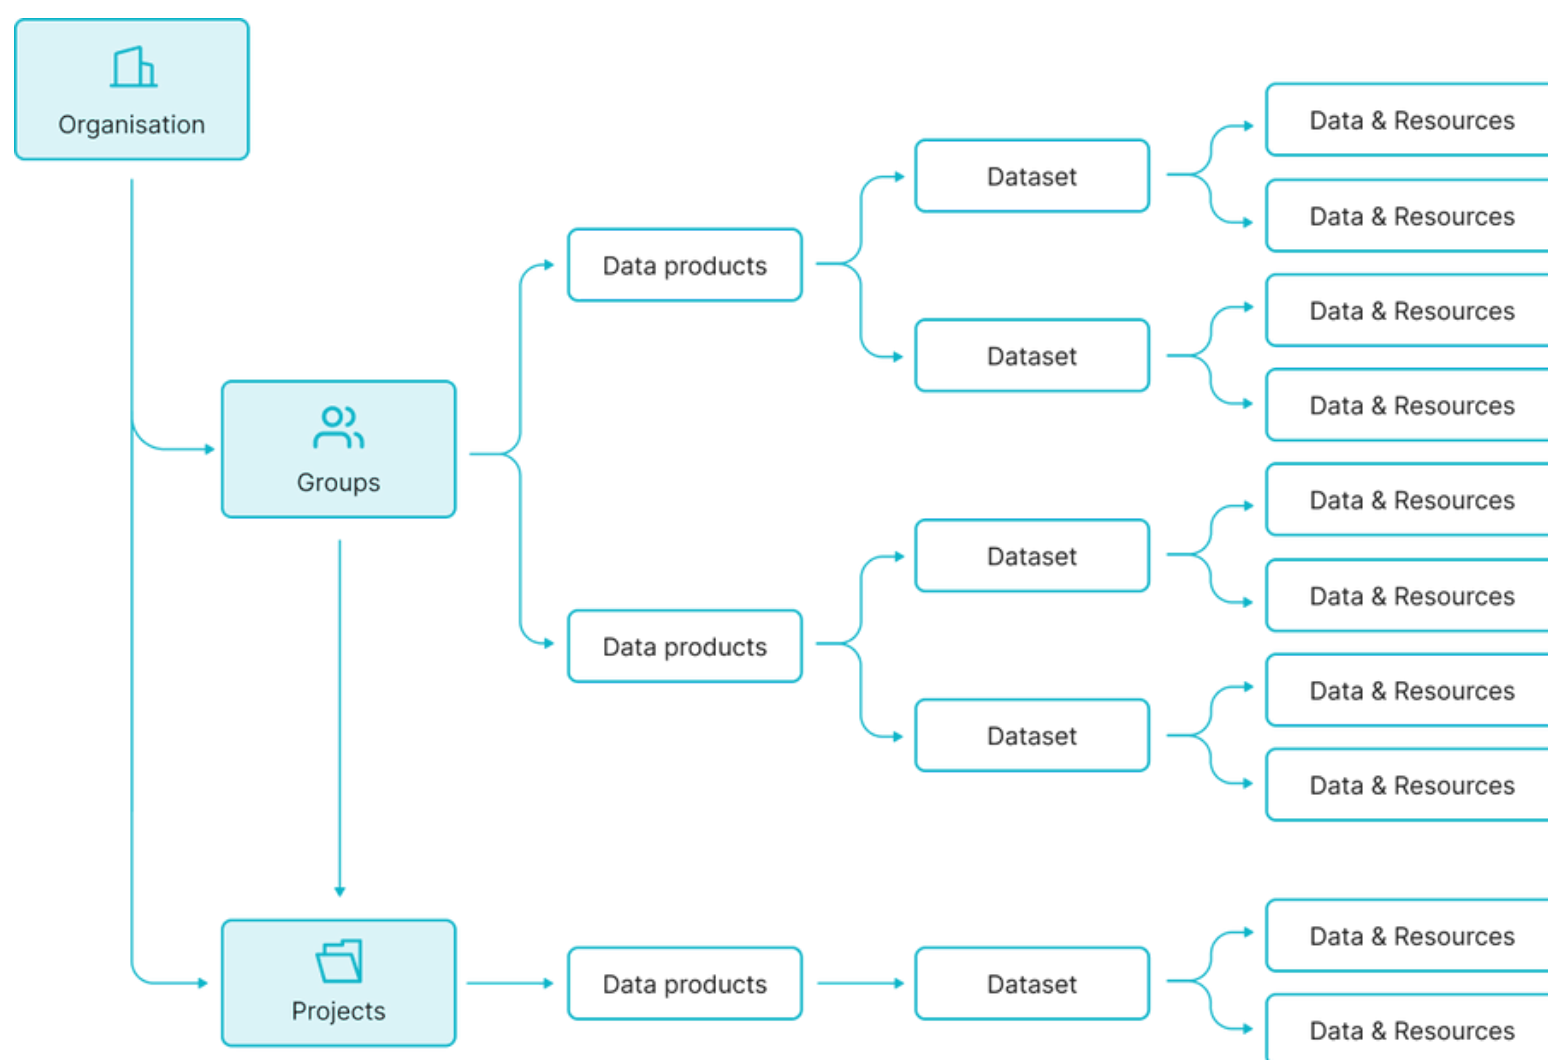 Organisation
Data & Resources
Dataset
Data & Resources
Data products
Data & Resources
Dataset
Data & Resources
Groups
Data & Resources
Dataset
Data & Resources
Data products
Data & Resources
Dataset
Data & Resources
Data & Resources
Projects
Data products
Dataset
Data & Resources